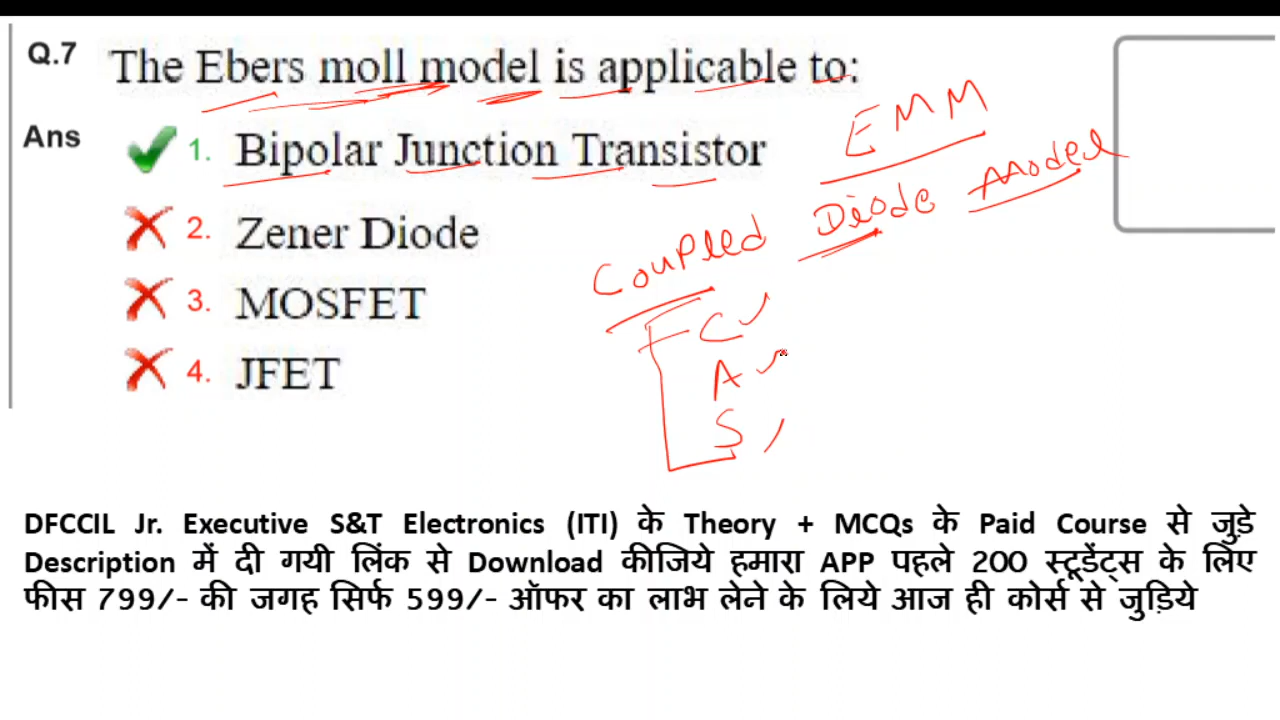 Q.7 The Ebers moll model is applicable to:
Ans 1. Bipolar Junction Transistor
2. Zener Diode
3. MOSFET
4. JFET
EMM
Coupled Diode Model
C
A
S
DFCCIL Jr. Executive S&T Electronics (ITI) के Theory + MCQs के Paid Course से जुड़े
Description में दी गयी लिंक से Download कीजिये हमारा APP पहले 200 स्टूडेंट्स के लिए
फीस 799/- की जगह सिर्फ 599/- ऑफर का लाभ लेने के लिये आज ही कोर्स से जुड़िये